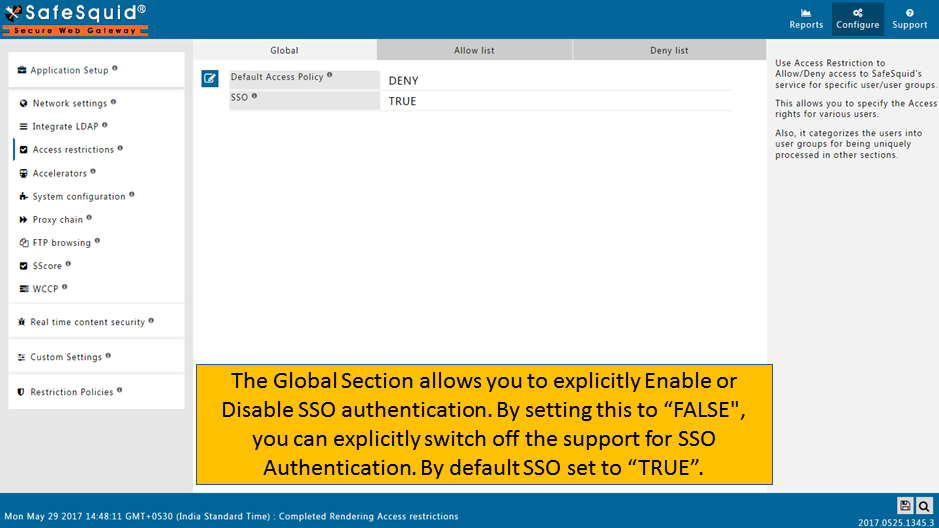 SafeSquid®
Secure Web Gateway
Reports
Configure
Support
Application Setup
Network settings
Integrate LDAP
Access restrictions
Accelerators
System configuration
Proxy chain
FTP browsing
SScore
WCCP
Real time content security
Custom Settings
Restriction Policies
Global
Allow list
Deny list
Default Access Policy
DENY
SSO
TRUE
Use Access Restriction to
Allow/Deny access to SafeSquid's
service for specific user/user groups.
This allows you to specify the Access
rights for various users.
Also, it categorizes the users into
user groups for being uniquely
processed in other sections.
The Global Section allows you to explicitly Enable or
Disable SSO authentication. By setting this to “FALSE",
you can explicitly switch off the support for SSO
Authentication. By default SSO set to “TRUE”.
Mon May 29 2017 14:48:11 GMT+0530 (India Standard Time) : Completed Rendering Access restrictions
2017.0525.1345.3